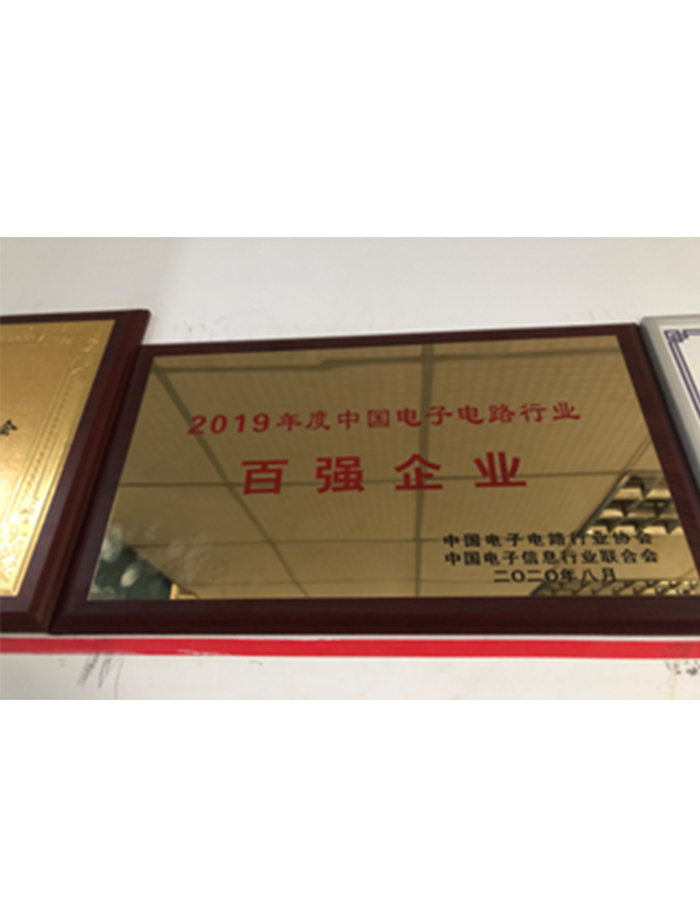 2019年度中国电子电路行业
百强企业
中国电子电路行业协会
中国电子信息行业联合会
二〇二〇年八月
会